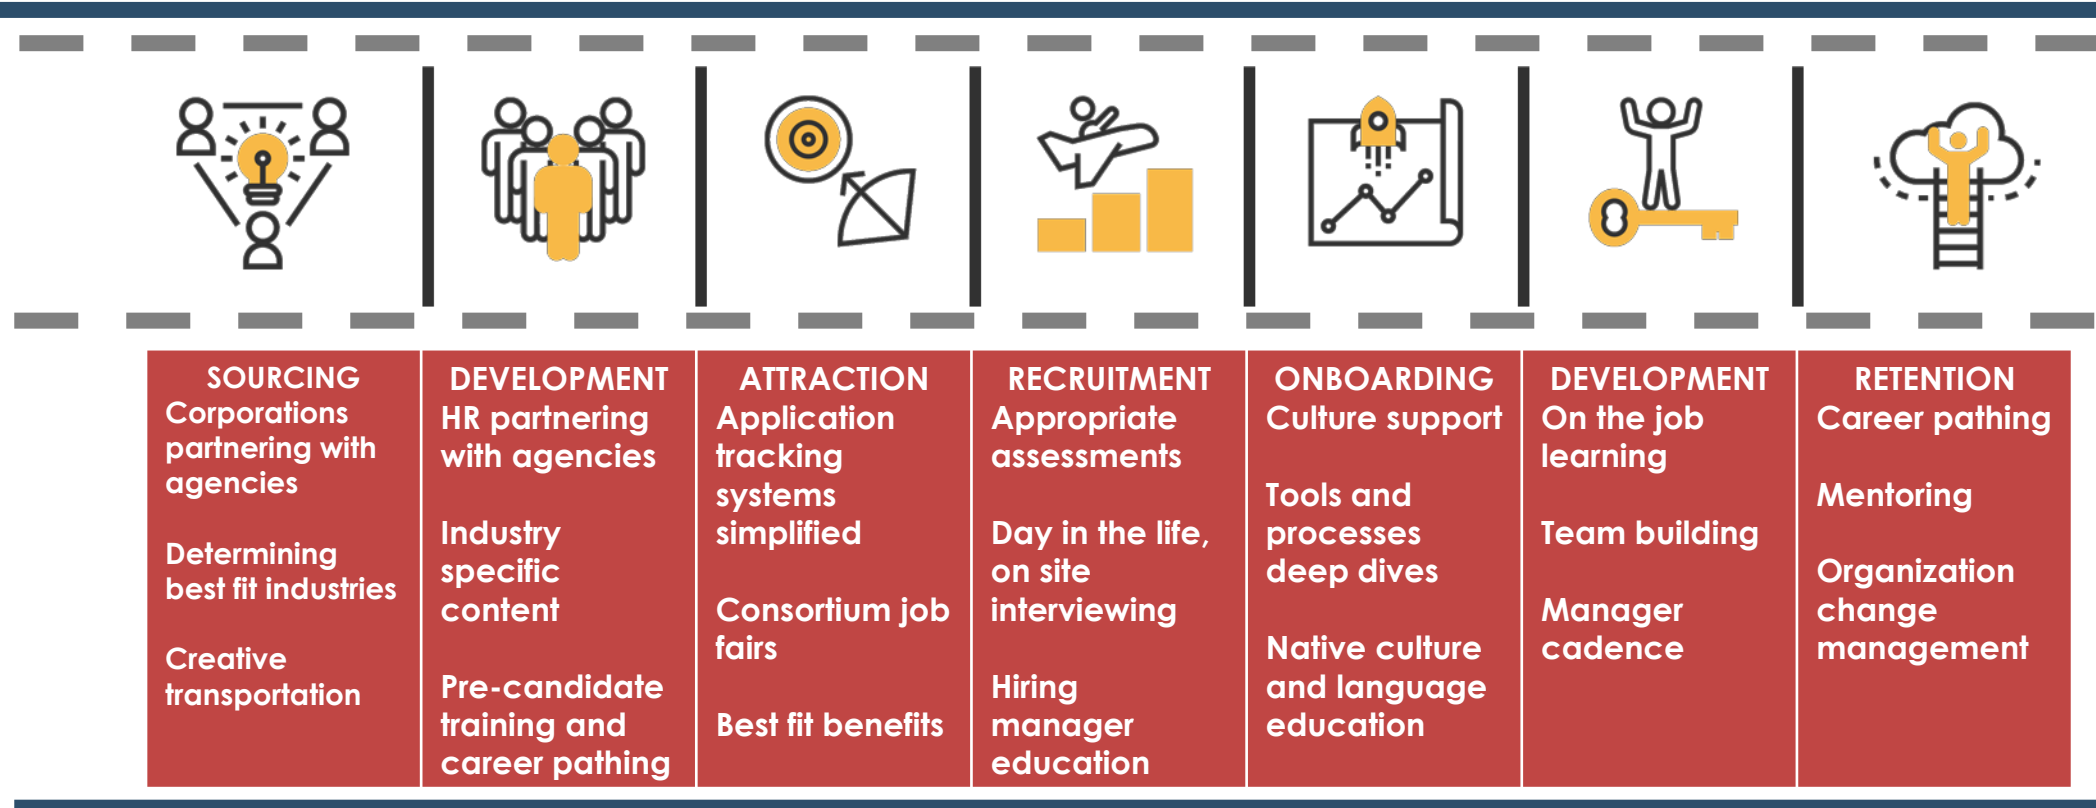 SOURCING
Corporations
partnering with
agencies
Determining
best fit industries
Creative
transportation
DEVELOPMENT
HR partnering
with agencies
Industry
specific
content
Pre-candidate
training and
career pathing
ATTRACTION
Application
tracking
systems
simplified
Consortium job
fairs
Best fit benefits
RECRUITMENT
Appropriate
assessments
Day in the life,
on site
interviewing
Hiring
manager
education
ONBOARDING
Culture support
Tools and
processes
deep dives
Native culture
and language
education
DEVELOPMENT
On the job
learning
Team building
Manager
cadence
RETENTION
Career pathing
Mentoring
Organization
change
management